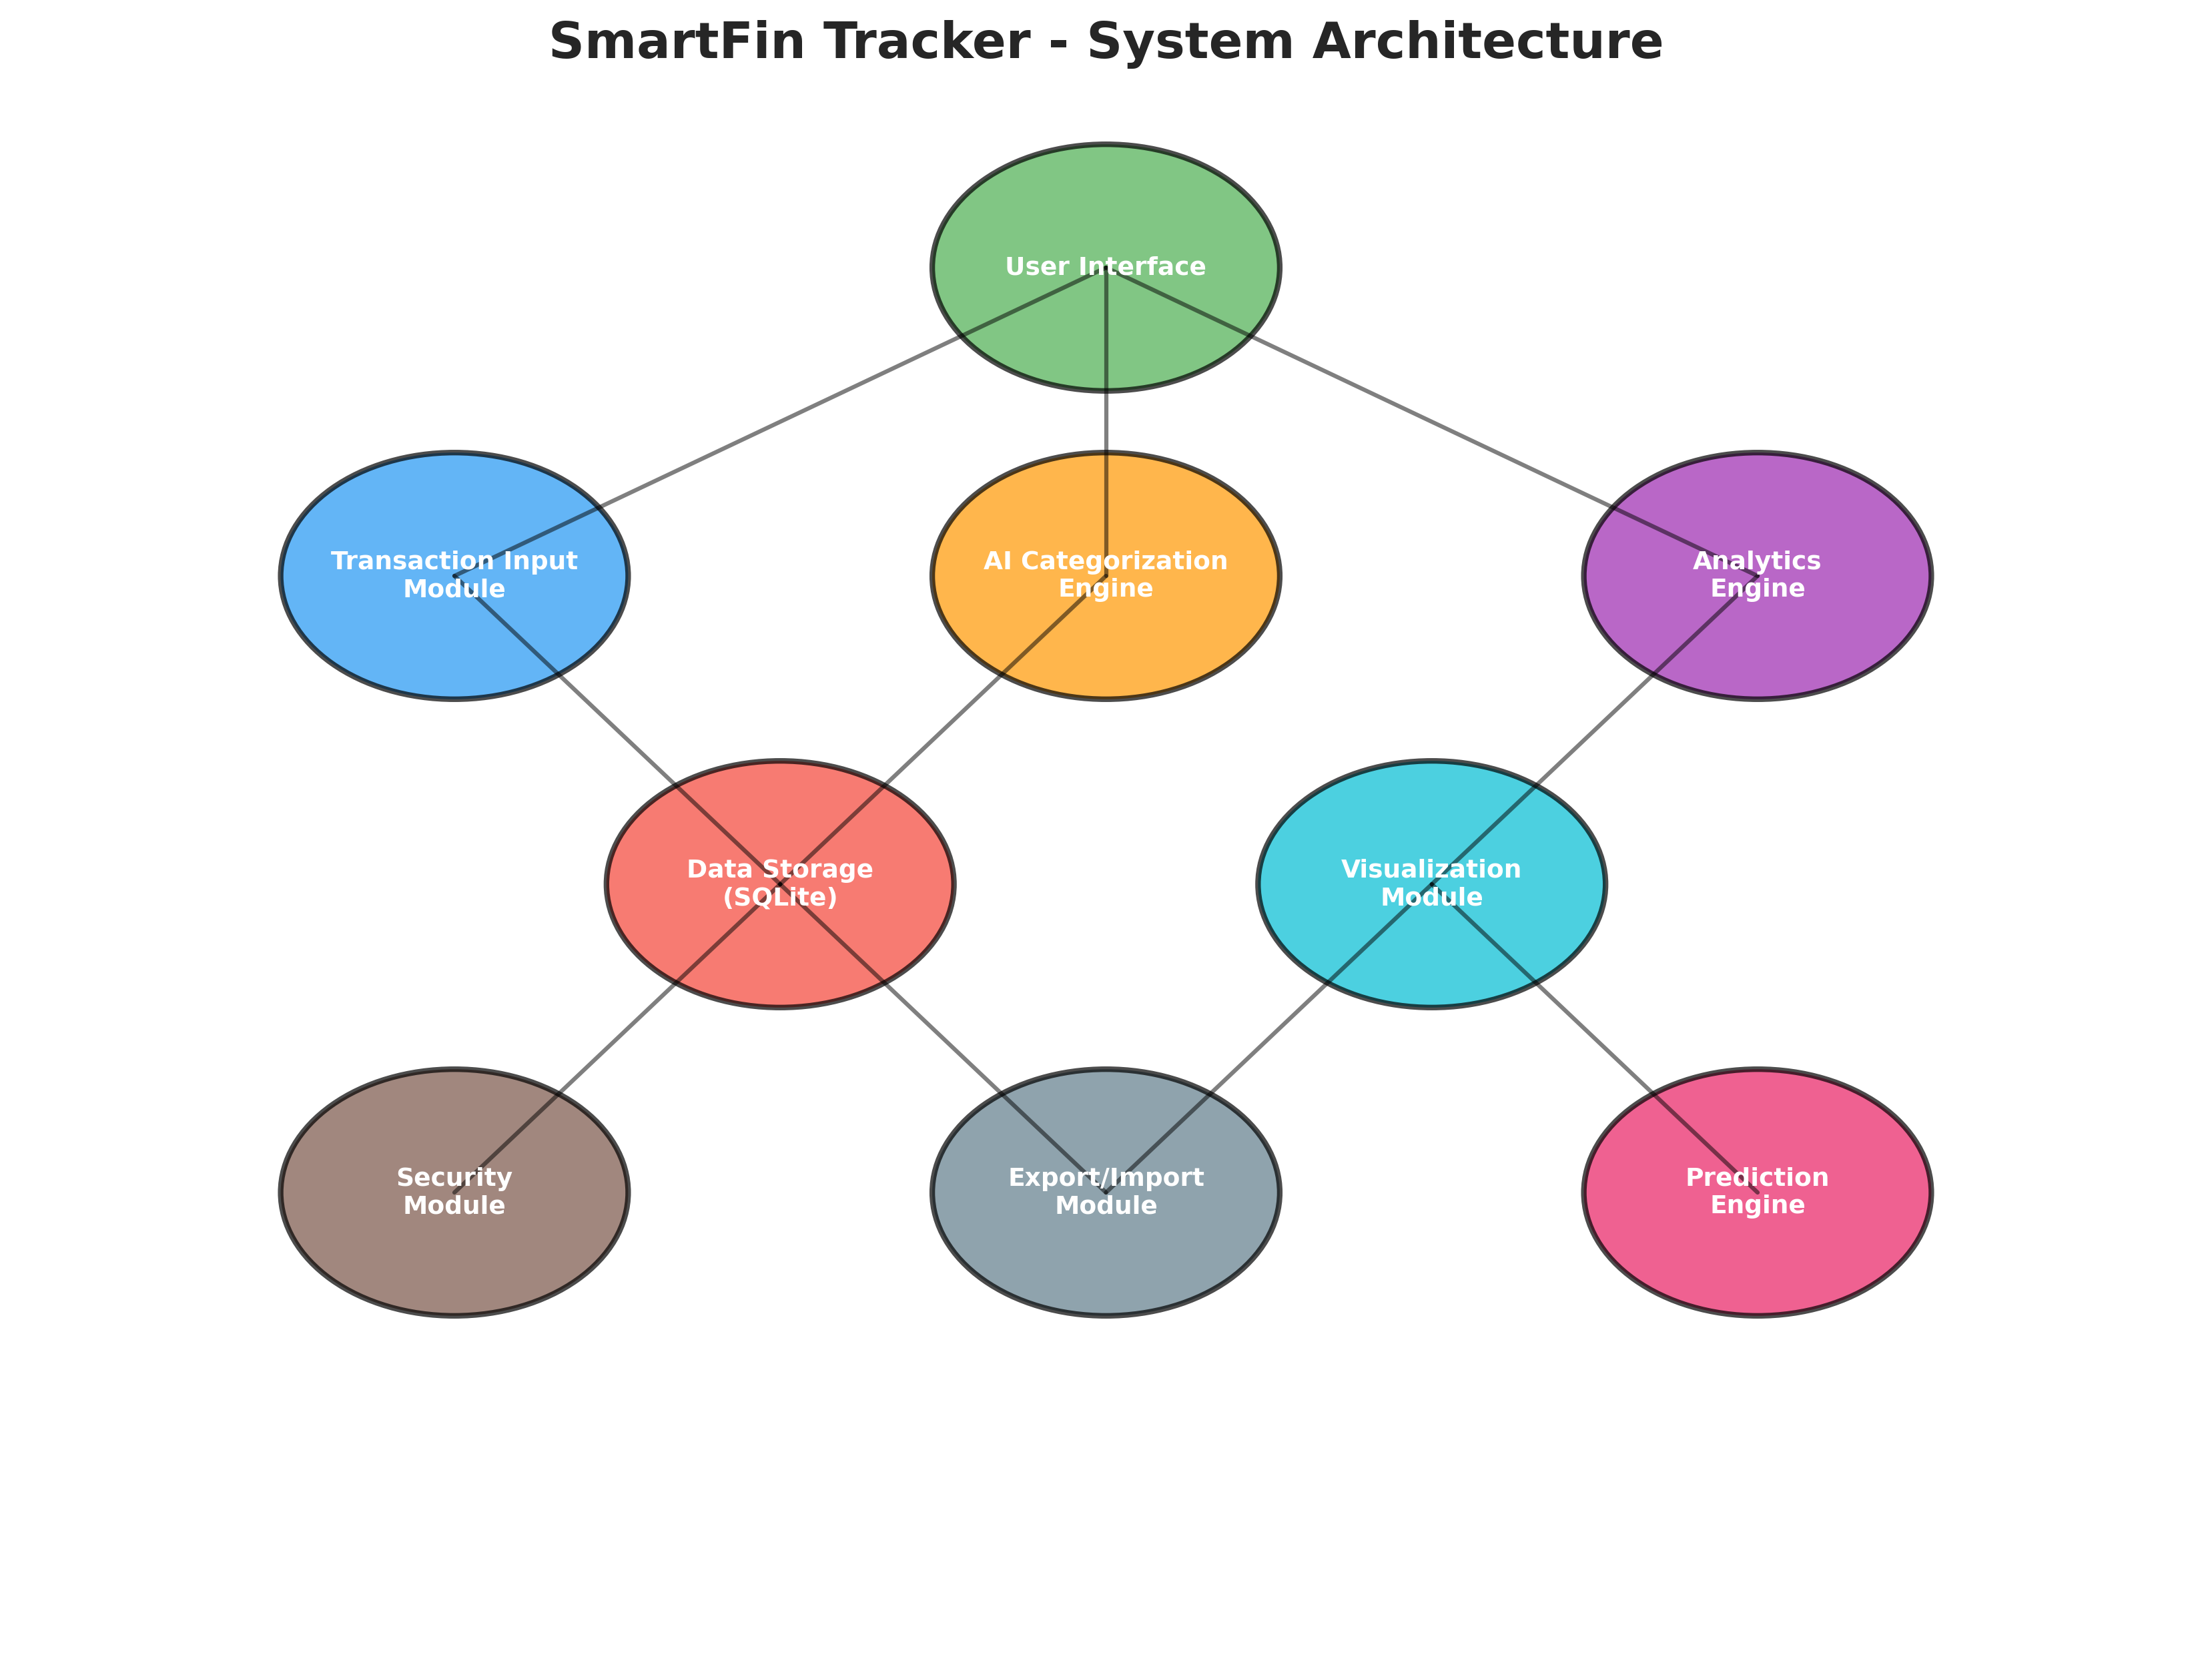 SmartFin Tracker - System Architecture
User Interface
Transaction Input
Module
AI Categorization
Engine
Analytics
Engine
Data Storage
(SQLite)
Visualization
Module
Security
Module
Export/Import
Module
Prediction
Engine